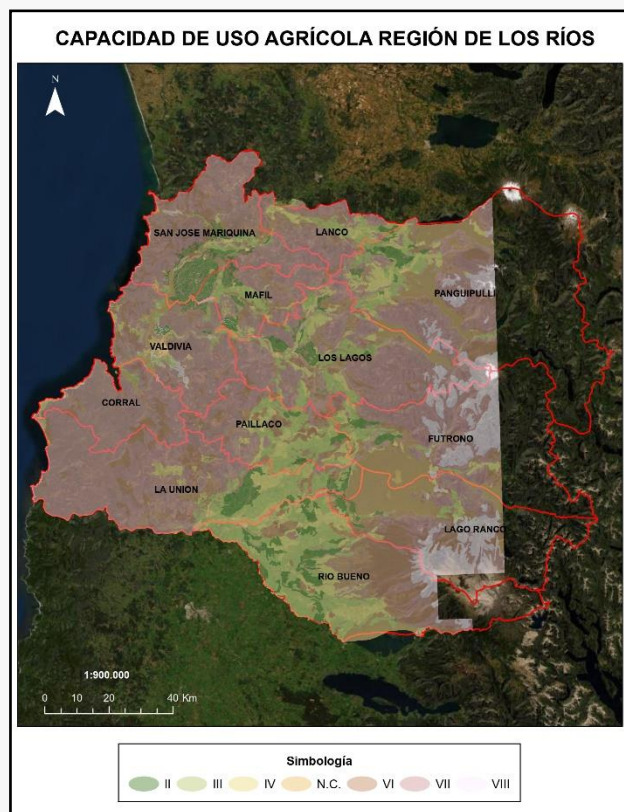 CAPACIDAD DE USO AGRÍCOLA REGIÓN DE LOS RÍOS
N
SAN JOSE MARIQUINA
LANCO
PANGUIPULLI
MAFIL
VALDIVIA
LOS LAGOS
CORRAL
PAILLACO
FUTRONO
LA UNION
LAGO RANCO
RIO BUENO
1:900.000
0 10 20 40 Km
Simbología
II III IV N.C. VI VII VIII